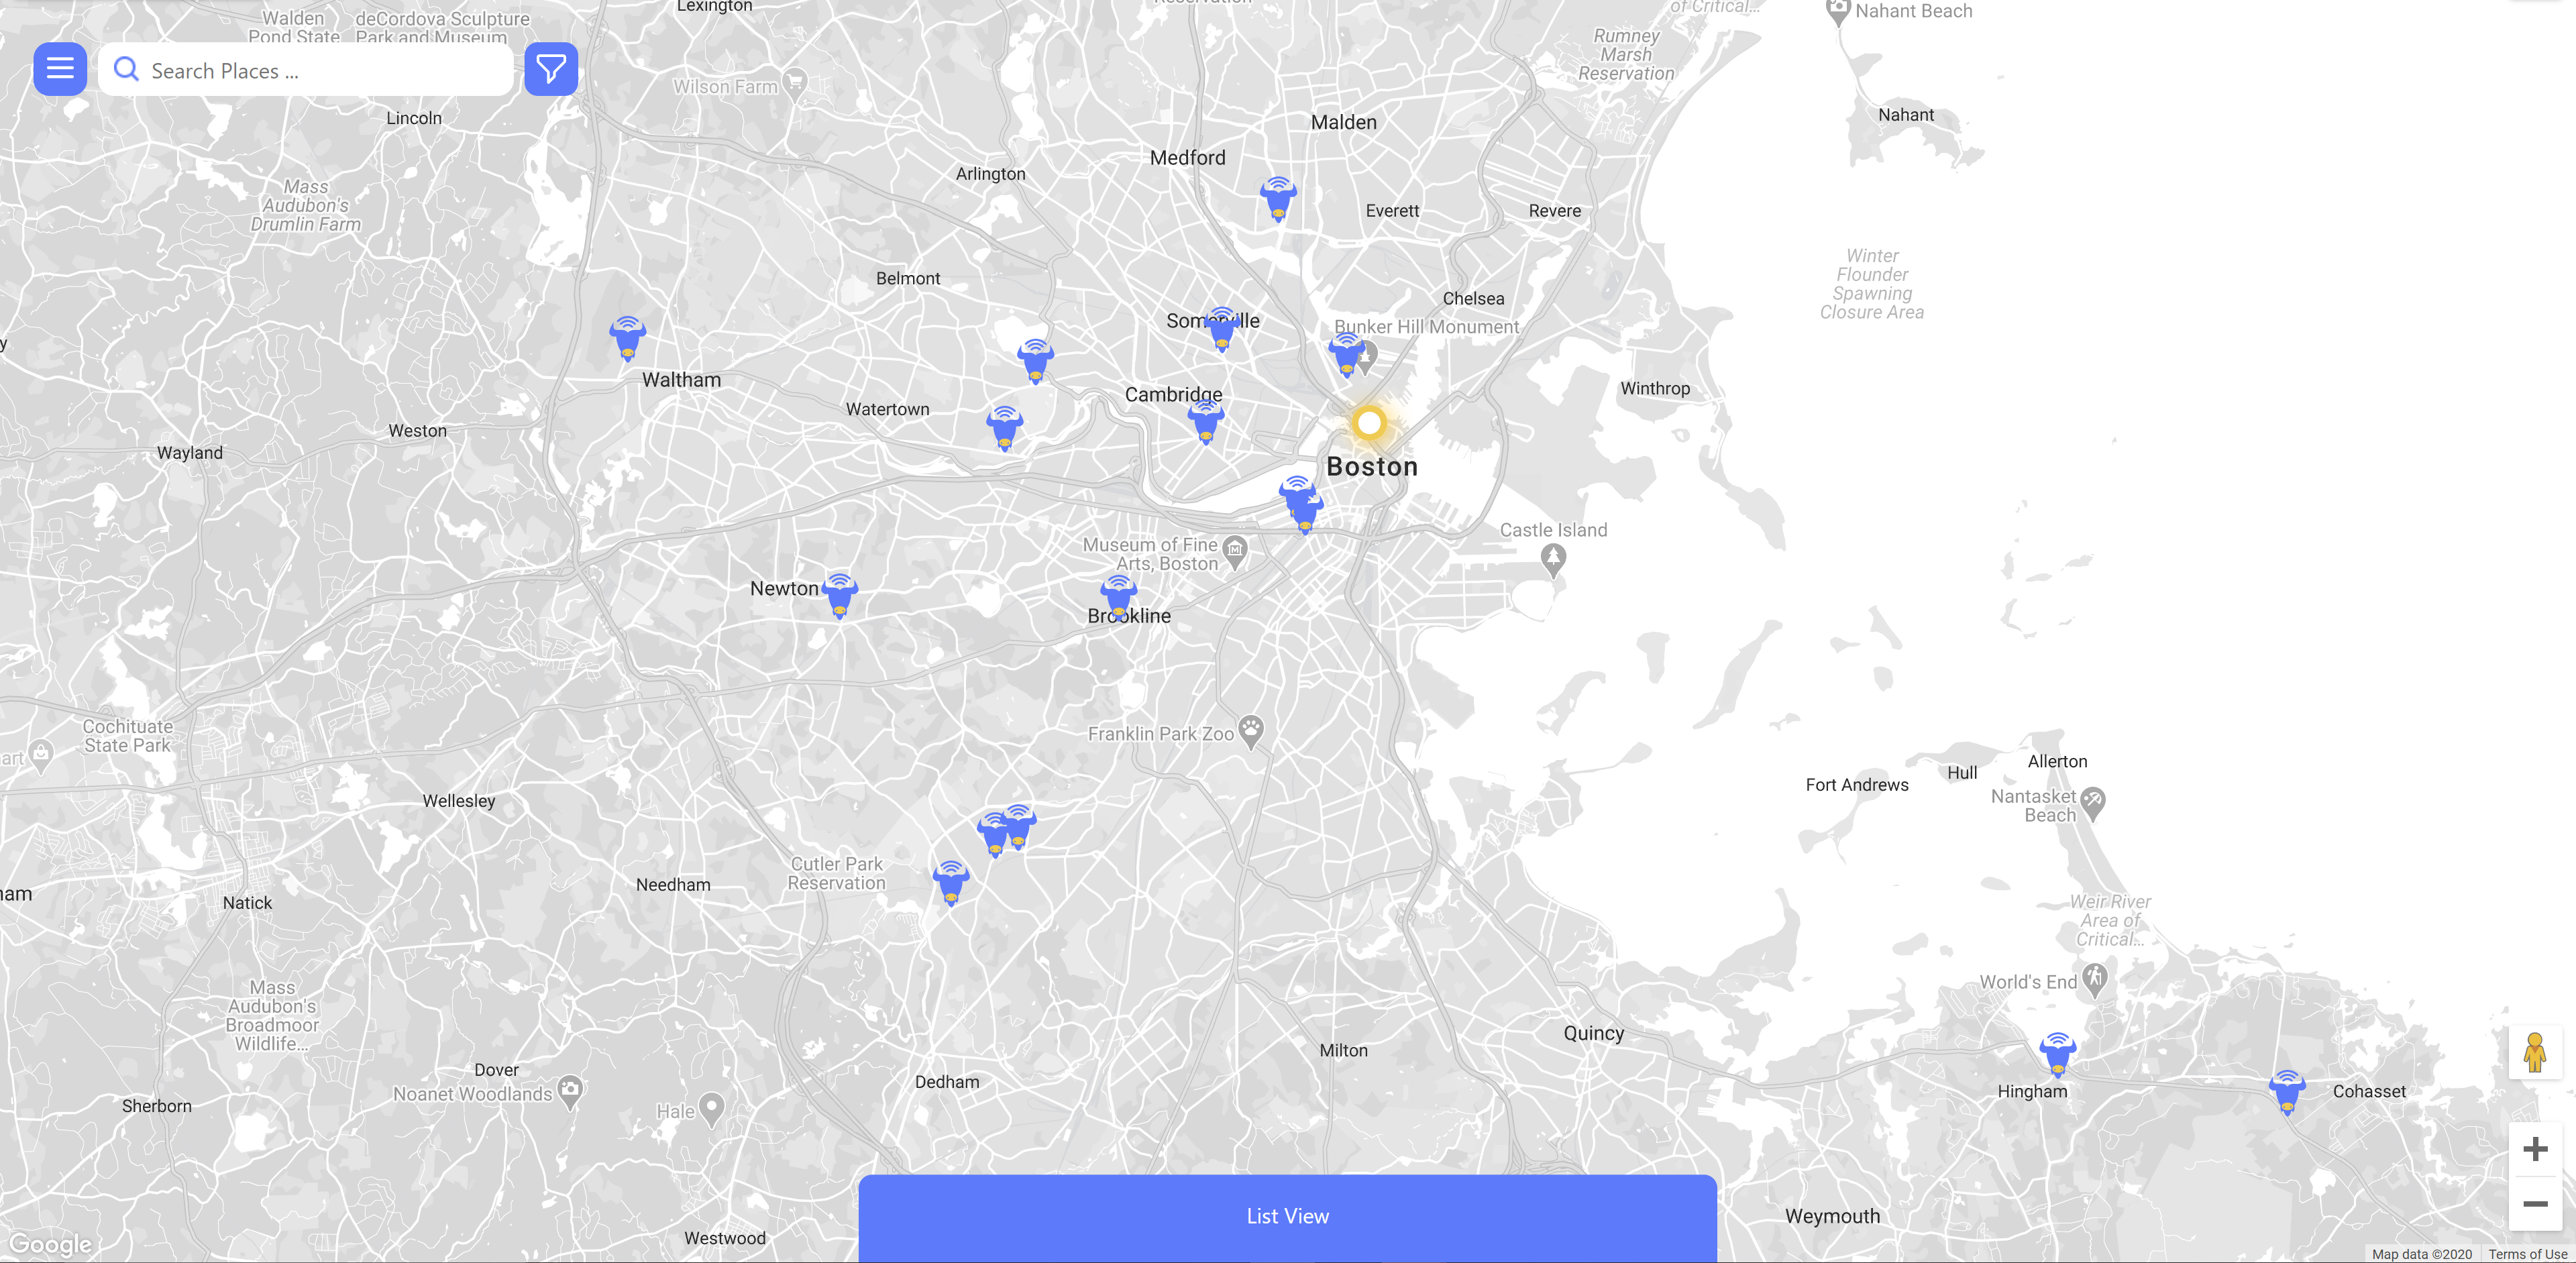 Lexington
Walden
Pond State
deCordova Sculpture
Park and Museum
of Critical...
Nahant Beach
Rumney
Marsh
Reservation
Search Places ...
Wilson Farm
Lincoln
Malden
Nahant
Medford
Arlington
Mass
Audubon's
Drumlin Farm
Everett
Revere
Belmont
Winter
Flounder
Spawning
Closure Area
Chelsea
Somerville
Bunker Hill Monument
Waltham
Cambridge
Winthrop
Watertown
Weston
Wayland
Boston
Castle Island
Museum of Fine
Arts, Boston
Newton
Brookline
Cochituate
State Park
art
Franklin Park Zoo
Allerton
Hull
Fort Andrews
Nantasket
Beach
Wellesley
Cutler Park
Reservation
Needham
ham
Natick
Weir River
Area of
Critical...
World's End
Mass
Audubon's
Broadmoor
Wildlife...
Quincy
Milton
Dover
Dedham
Noanet Woodlands
Hale
Sherborn
Hingham
Cohasset
List View
Weymouth
Westwood
Google
Map data ©2020
Terms of Use